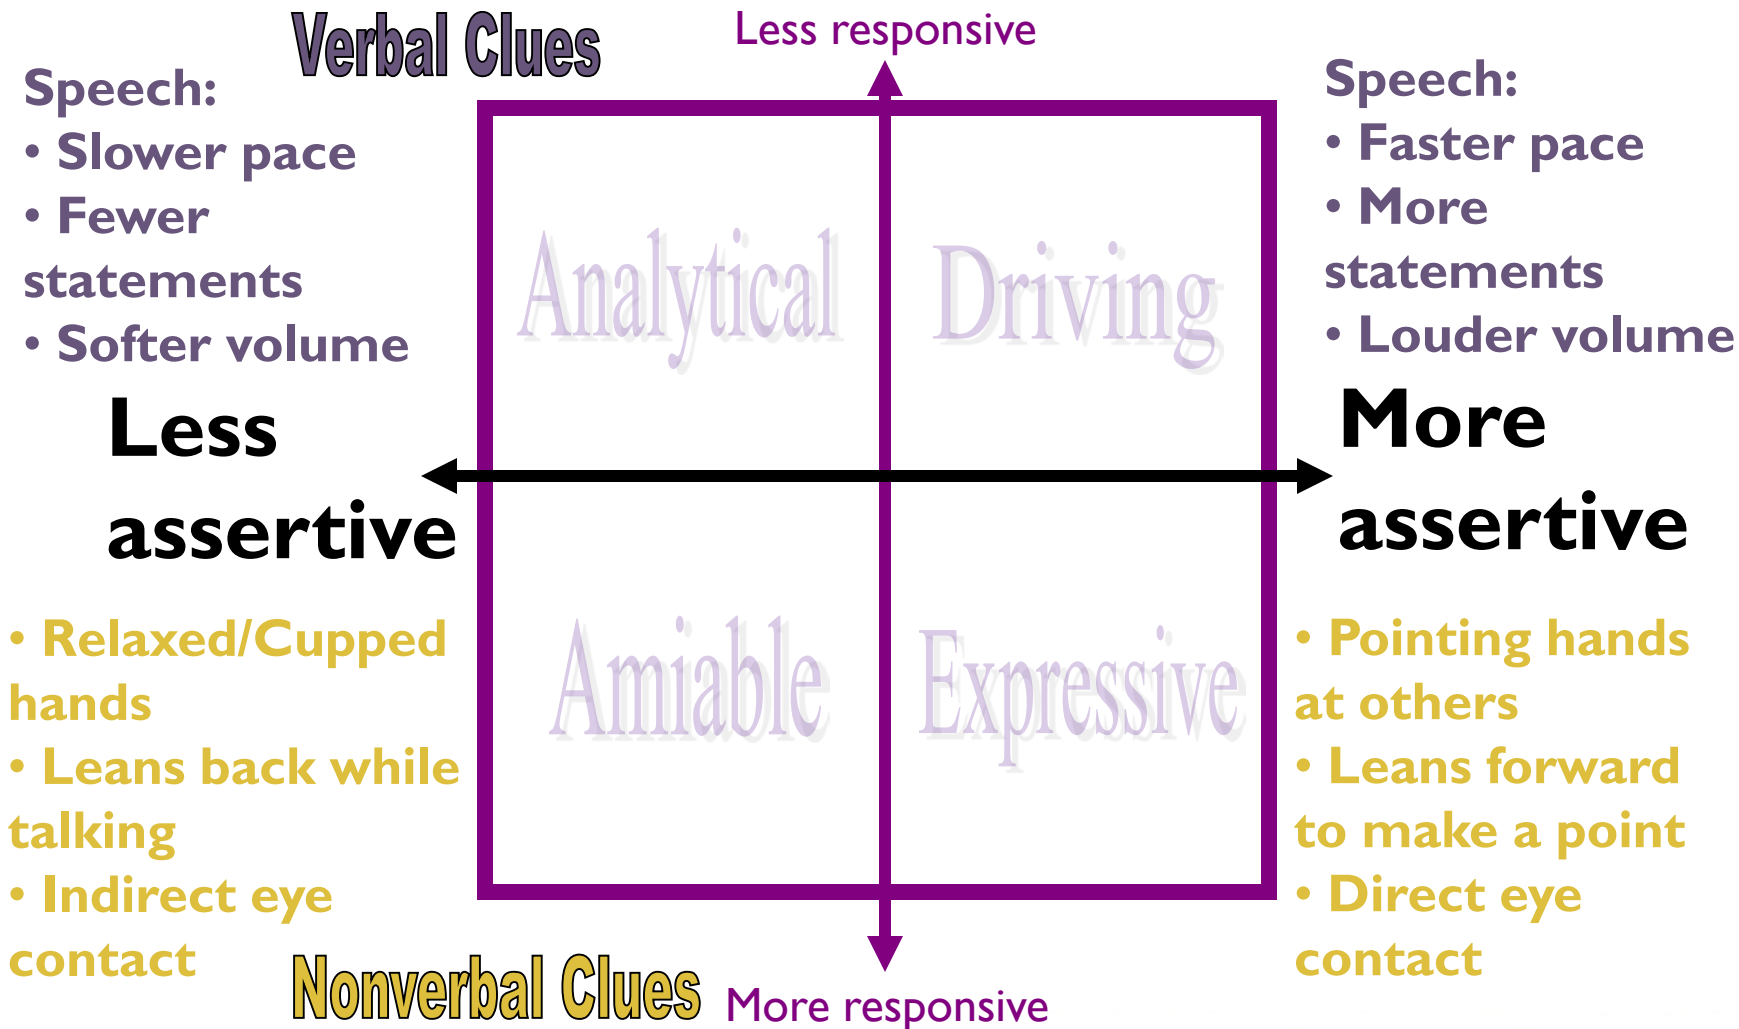 Verbal Clues
Less responsive
Speech:
• Slower pace
• Fewer
statements
• Softer volume
Speech:
• Faster pace
• More
statements
• Louder volume
Analytical
Driving
Less
assertive
More
assertive
Amiable
Expressive
• Relaxed/Cupped
hands
• Leans back while
talking
• Indirect eye
contact
• Pointing hands
at others
• Leans forward
to make a point
• Direct eye
contact
Nonverbal Clues
More responsive